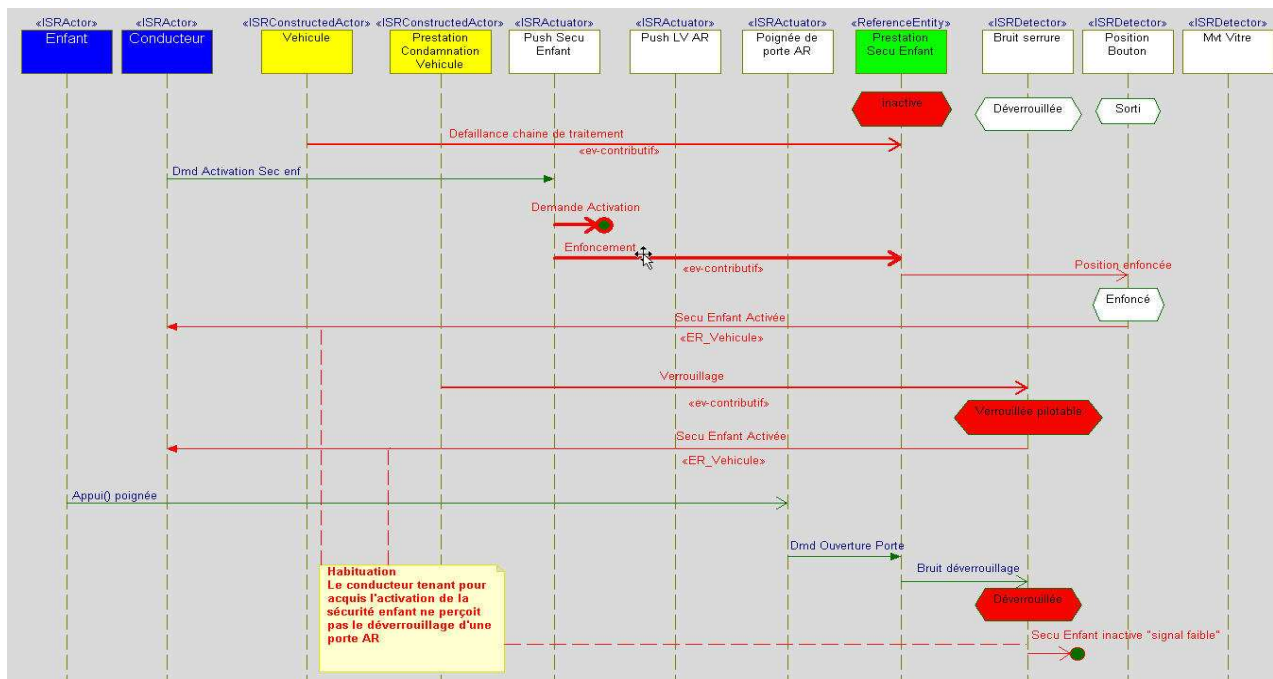 «ISRActor» «ISRActor» «ISRConstructedActor» «ISRConstructedActor» «ISRActuator» «ISRActuator» «ISRActuator» «ReferenceEntity» «ISRDetector» «ISRDetector» «ISRDetector»
Enfant
Conducteur
Vehicule
Prestation
Condamnation
Vehicule
Push Secu
Enfant
Push LV AR
Poignée de
porte AR
Prestation
Secu Enfant
Bruit serrure
Position
Bouton
Mvt Vitre
Inactive
Déverrouillée
Sorti
Defaillance chaine de traitement
«ev-contributif»
Dmd Activation Sec enf
Demande Activation
Enfoncement
«ev-contributif»
Position enfoncée
Enfoncé
Secu Enfant Activée
«ER_Vehicule»
Verrouillage
«ev-contributif»
Verrouillée pilotable
Secu Enfant Activée
«ER_Vehicule»
Appui() poignée
Dmd Ouverture Porte
Bruit déverrouillage
Déverrouillée
Habituation
Le conducteur tenant pour
acquis l'activation de la
sécurité enfant ne perçoit
pas le déverrouillage d'une
porte AR
Secu Enfant inactive "signal faible"